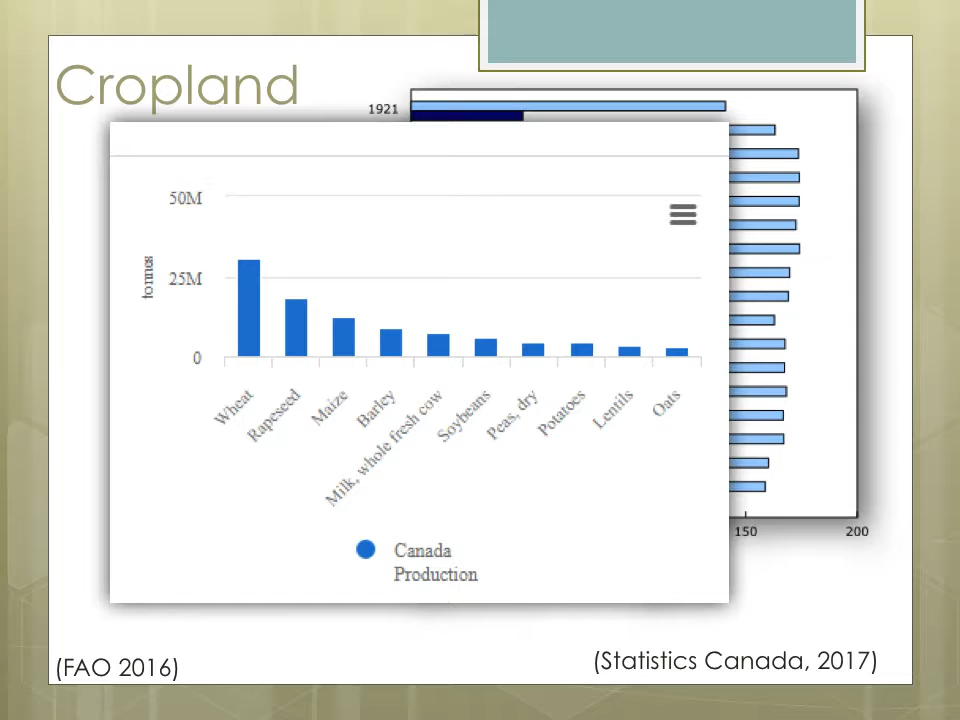 Cropland
1921
50M
25M
0
tonnes
Wheat
Rapeseed
Maize
Barley
Milk, whole fresh cow
Soybeans
Peas, dry
Potatoes
Lentils
Oats
Canada
Production
150
200
(FAO 2016)
(Statistics Canada, 2017)